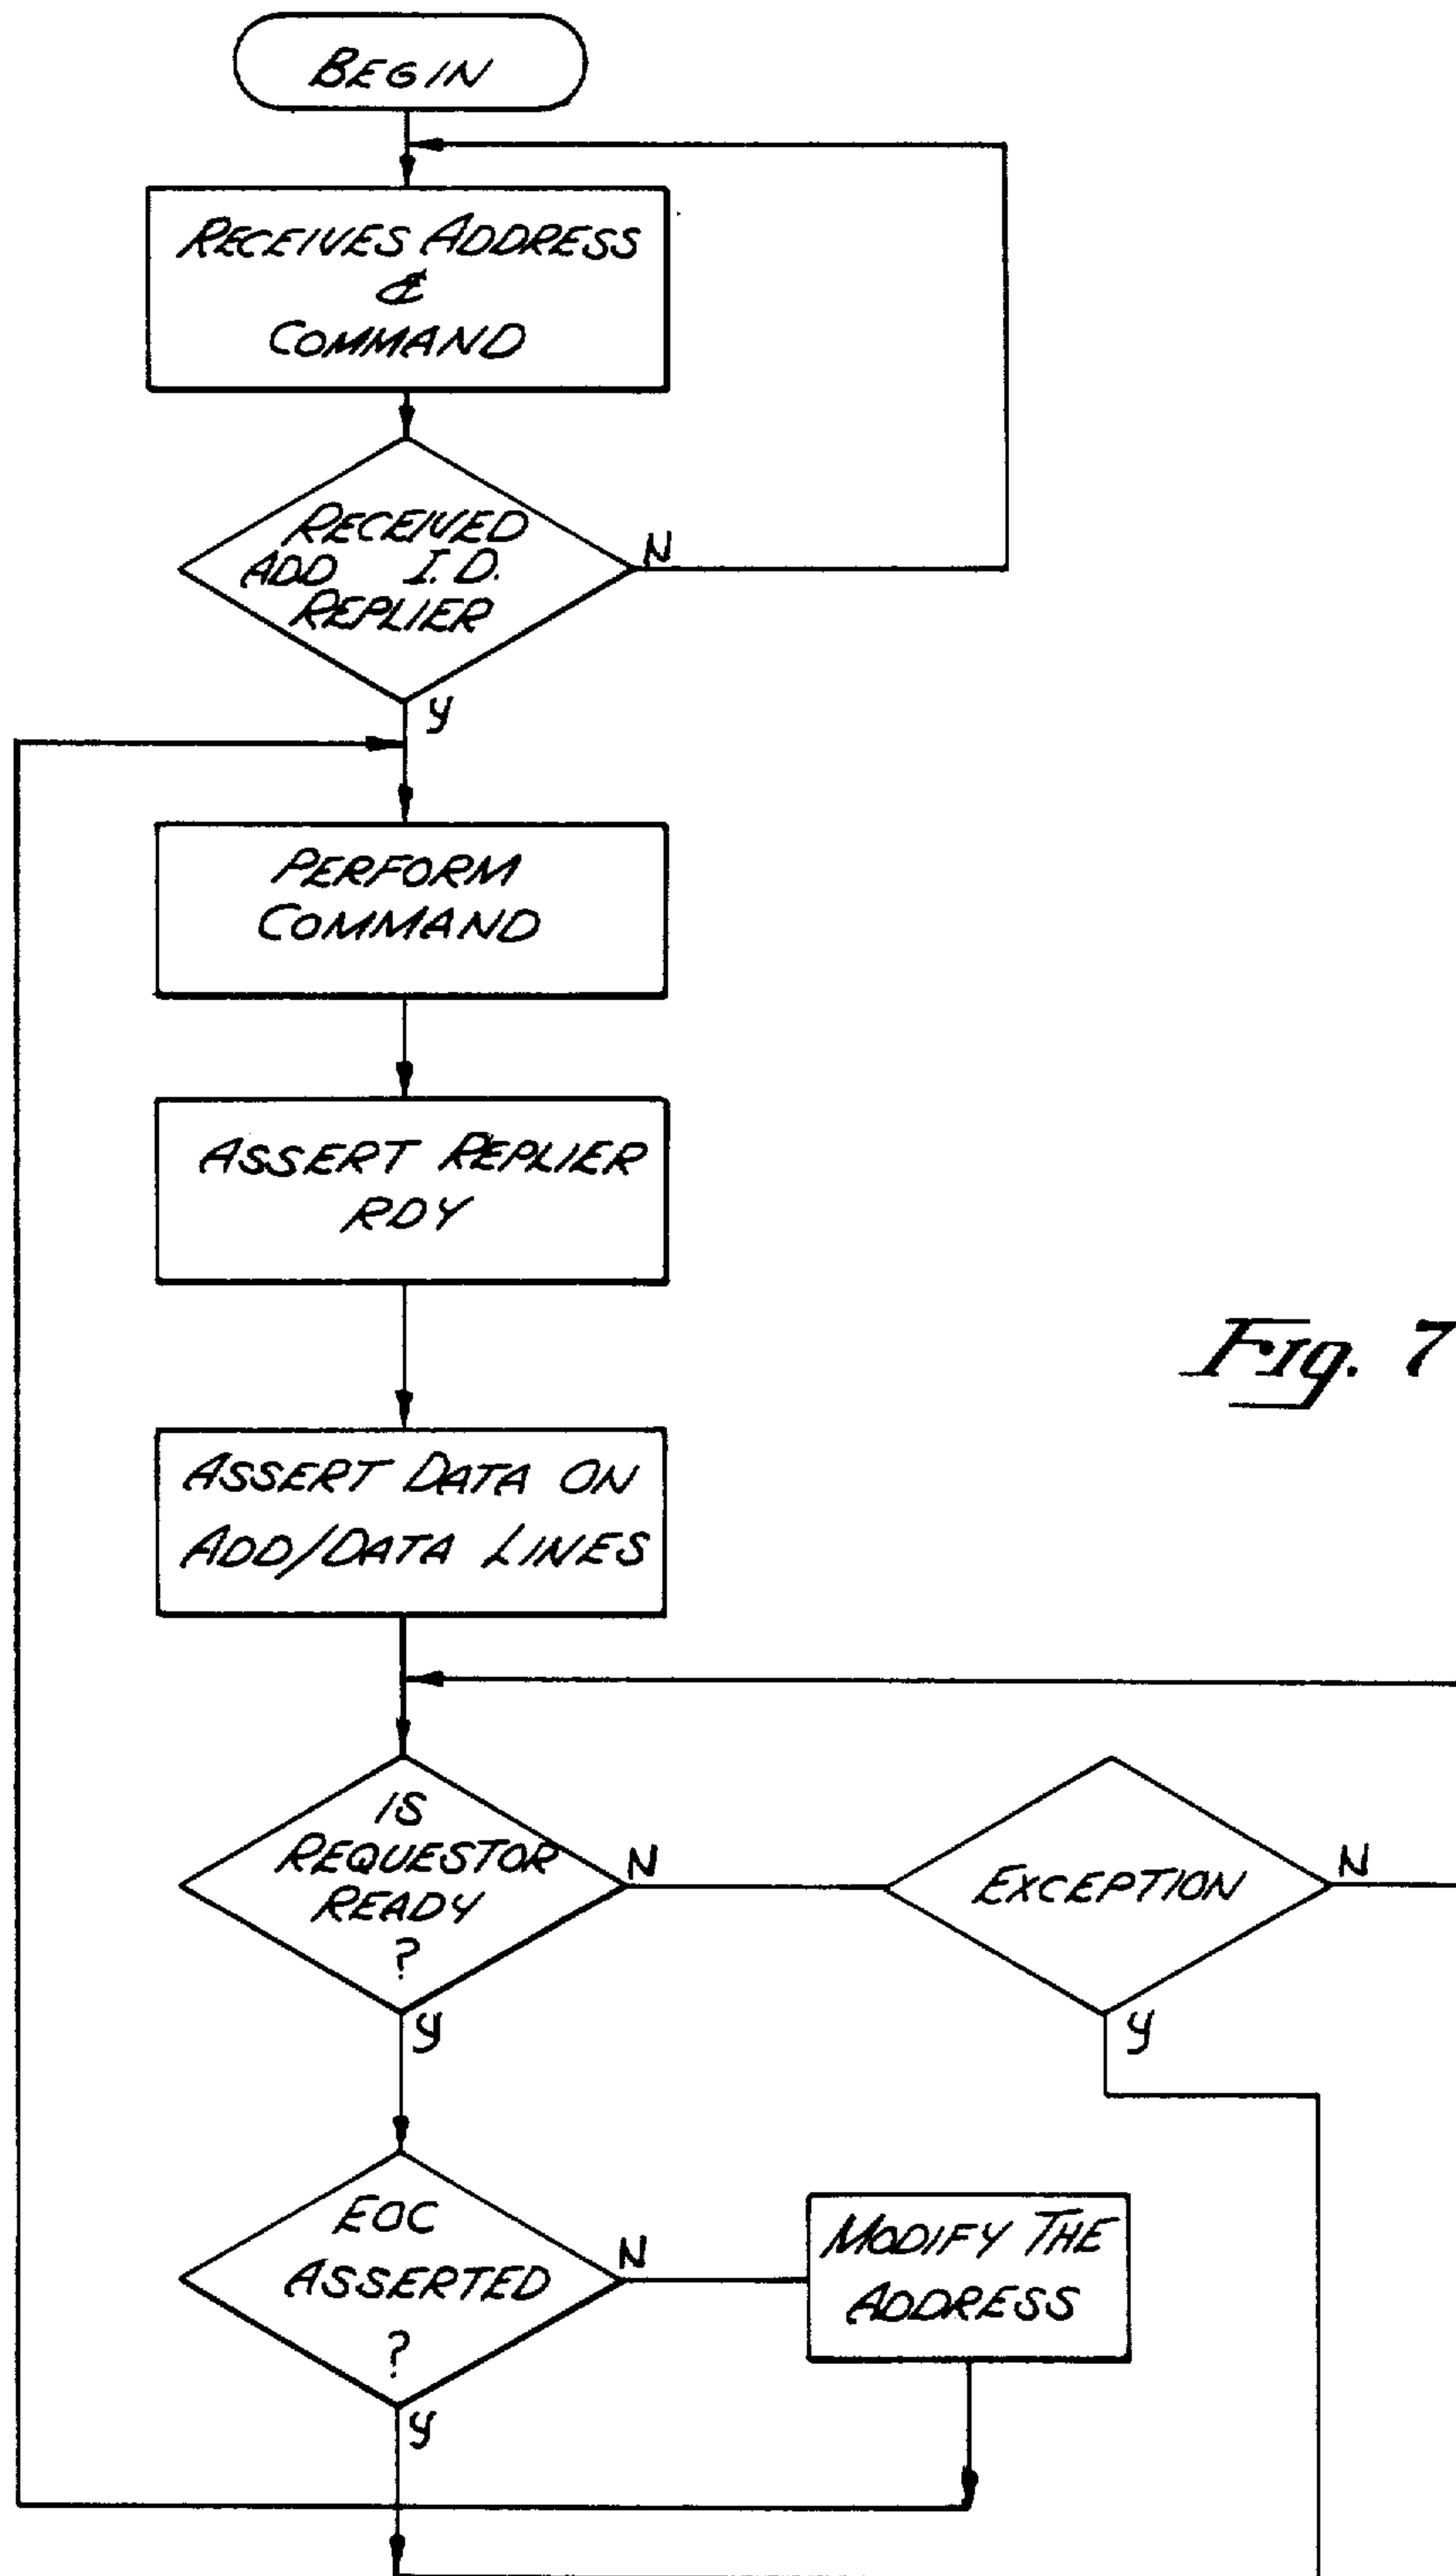 BEGIN
RECEIVES ADDRESS
&
COMMAND
RECEIVED
ADD I.D.
REPLIER
N
Y
PERFORM
COMMAND
ASSERT REPLIER
RDY
Fig. 7
ASSERT DATA ON
ADD/DATA LINES
IS
REQUESTOR
READY
?
N
Y
EXCEPTION
N
Y
EOC
ASSERTED
?
N
Y
MODIFY THE
ADDRESS